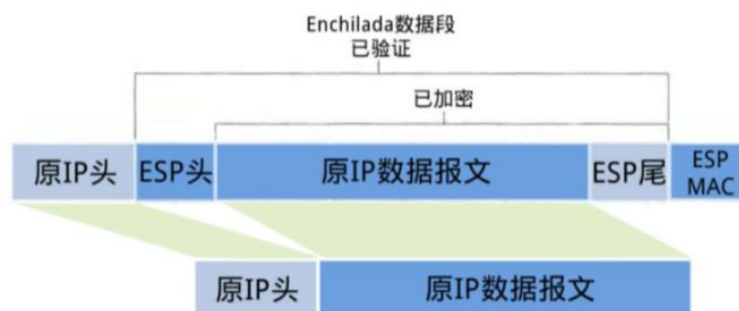 Enchilada数据段
已验证
已加密
原IP头
ESP头
原IP数据报文
ESP尾
ESP
MAC
原IP头
原IP数据报文